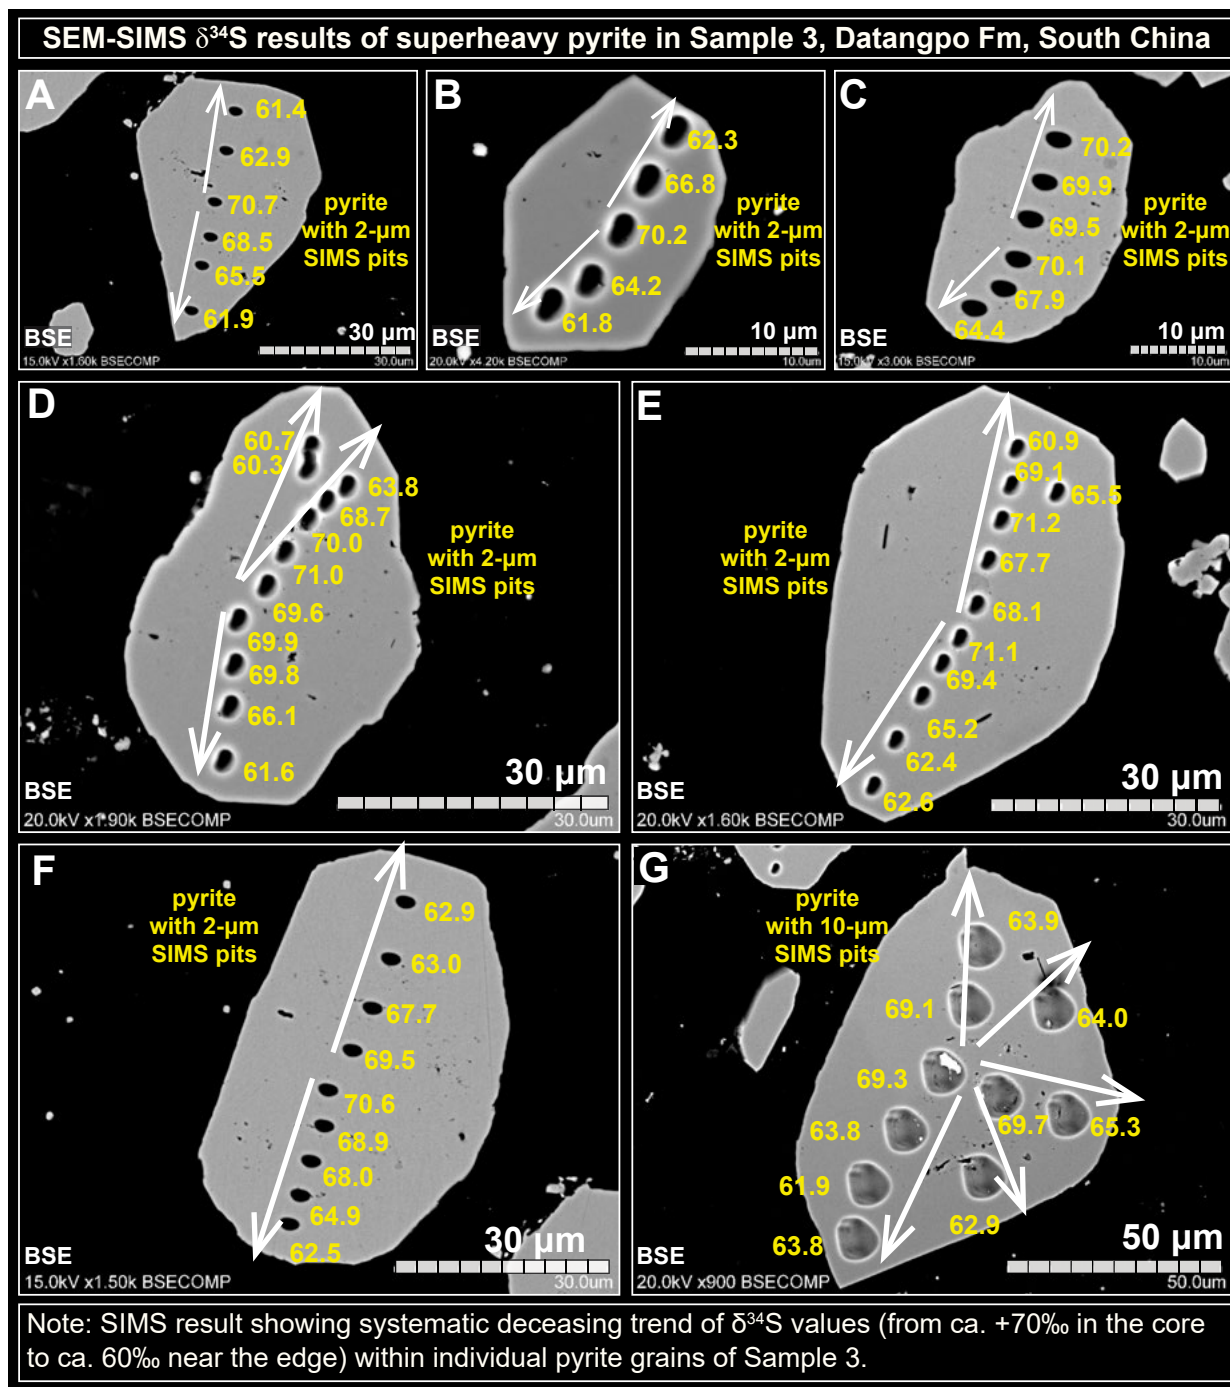 SEM-SIMS δ³⁴S results of superheavy pyrite in Sample 3, Datangpo Fm, South China
A
61.4
62.9
70.7
68.5
65.5
61.9
pyrite
with 2-µm
SIMS pits
BSE
30 µm
15.0kV x1.60k BSECOMP
30.0um
B
62.3
66.8
70.2
64.2
61.8
pyrite
with 2-µm
SIMS pits
BSE
10 µm
20.0kV x4.20k BSECOMP
10.0um
C
70.2
69.9
69.5
70.1
67.9
64.4
pyrite
with 2-µm
SIMS pits
BSE
10 µm
15.0kV x3.00k BSECOMP
10.0um
D
60.7
60.3
63.8
68.7
70.0
71.0
69.6
69.9
69.8
66.1
61.6
pyrite
with 2-µm
SIMS pits
BSE
30 µm
20.0kV x1.90k BSECOMP
30.0um
E
60.9
69.1
65.5
71.2
67.7
68.1
71.1
69.4
65.2
62.4
62.6
pyrite
with 2-µm
SIMS pits
BSE
30 µm
20.0kV x1.60k BSECOMP
30.0um
F
pyrite
with 2-µm
SIMS pits
62.9
63.0
67.7
69.5
70.6
68.9
68.0
64.9
62.5
BSE
30 µm
15.0kV x1.50k BSECOMP
30.0um
G
pyrite
with 10-µm
SIMS pits
63.9
69.1
64.0
69.3
69.7
65.3
63.8
61.9
62.9
63.8
BSE
50 µm
20.0kV x900 BSECOMP
50.0um
Note: SIMS result showing systematic deceasing trend of δ³⁴S values (from ca. +70‰ in the core
to ca. 60‰ near the edge) within individual pyrite grains of Sample 3.